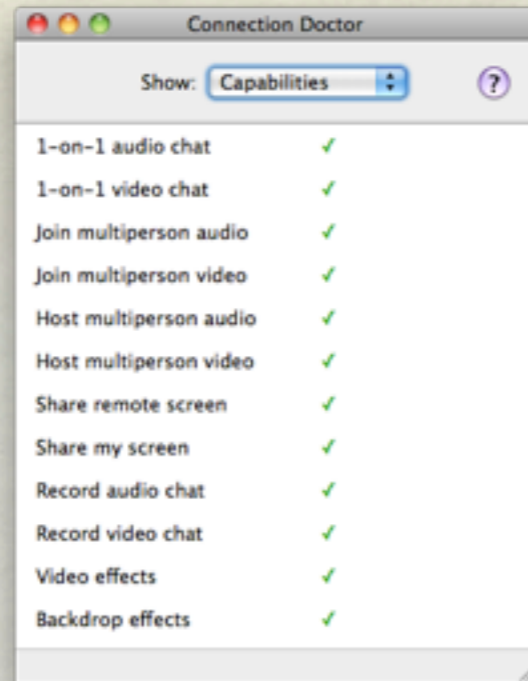 Connection Doctor
Show: Capabilities ?
1-on-1 audio chat ✓
1-on-1 video chat ✓
Join multiperson audio ✓
Join multiperson video ✓
Host multiperson audio ✓
Host multiperson video ✓
Share remote screen ✓
Share my screen ✓
Record audio chat ✓
Record video chat ✓
Video effects ✓
Backdrop effects ✓